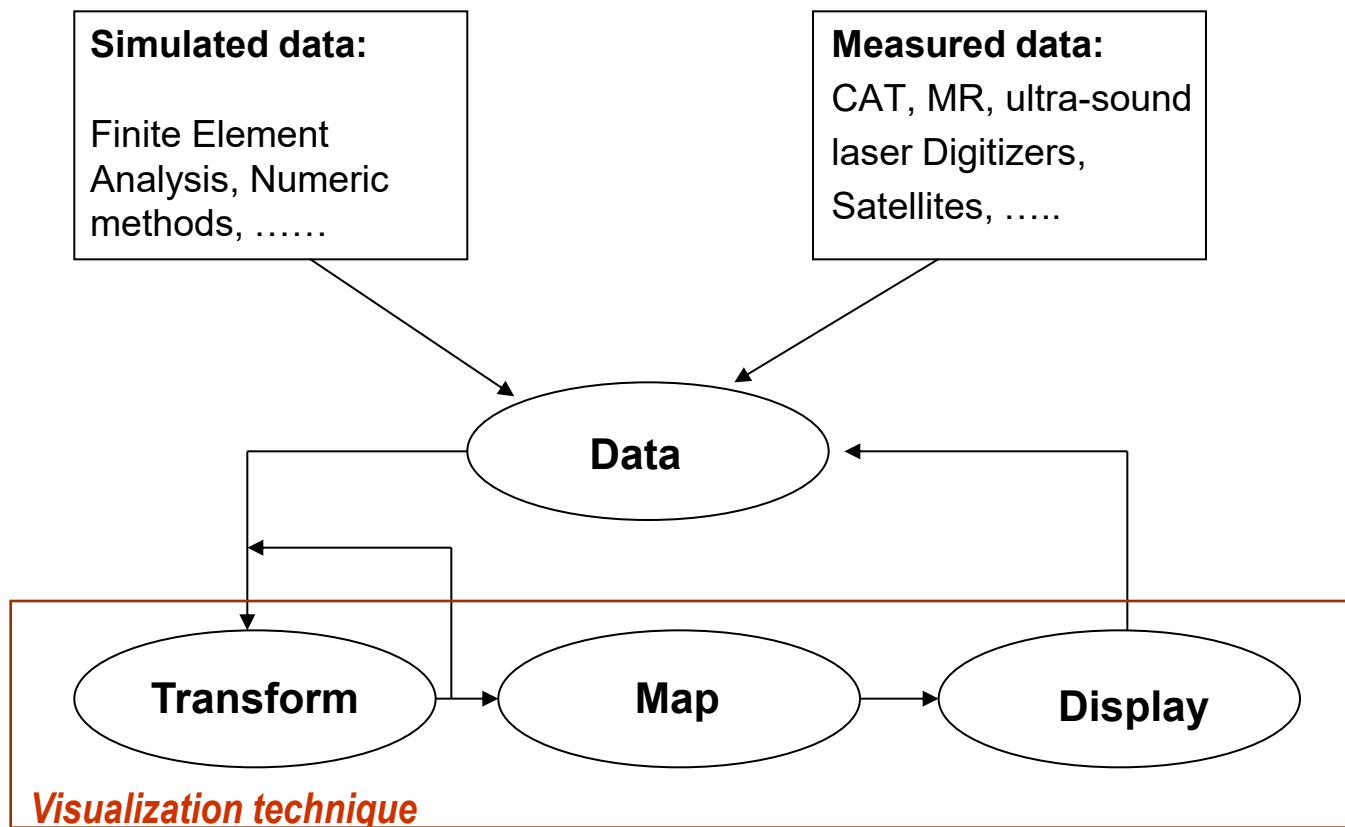 Simulated data:
Finite Element
Analysis, Numeric
methods, ……
Measured data:
CAT, MR, ultra-sound
laser Digitizers,
Satellites, …..
Data
Transform
Map
Display
Visualization technique